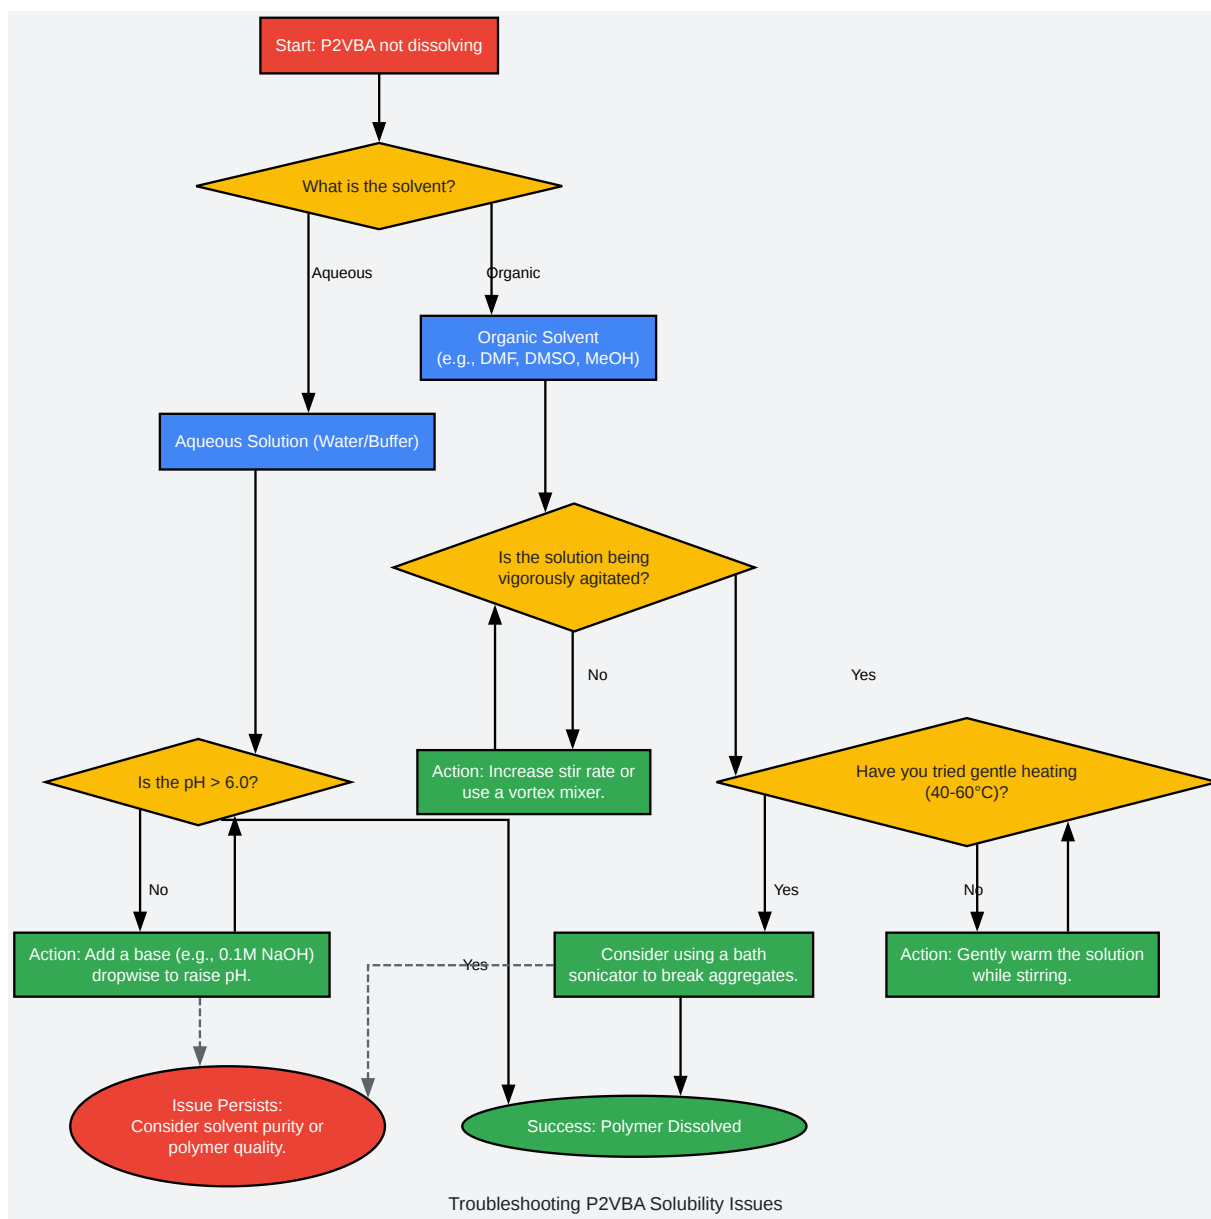 Start: P2VBA not dissolving
What is the solvent?
Aqueous
Organic
Organic Solvent
(e.g., DMF, DMSO, MeOH)
Aqueous Solution (Water/Buffer)
Is the solution being
vigorously agitated?
No
Yes
Is the pH > 6.0?
Action: Increase stir rate or
use a vortex mixer.
Have you tried gentle heating
(40-60°C)?
No
Yes
No
Action: Add a base (e.g., 0.1M NaOH)
dropwise to raise pH.
Yes
Consider using a bath
sonicator to break aggregates.
Action: Gently warm the solution
while stirring.
Issue Persists:
Consider solvent purity or
polymer quality.
Success: Polymer Dissolved
Troubleshooting P2VBA Solubility Issues